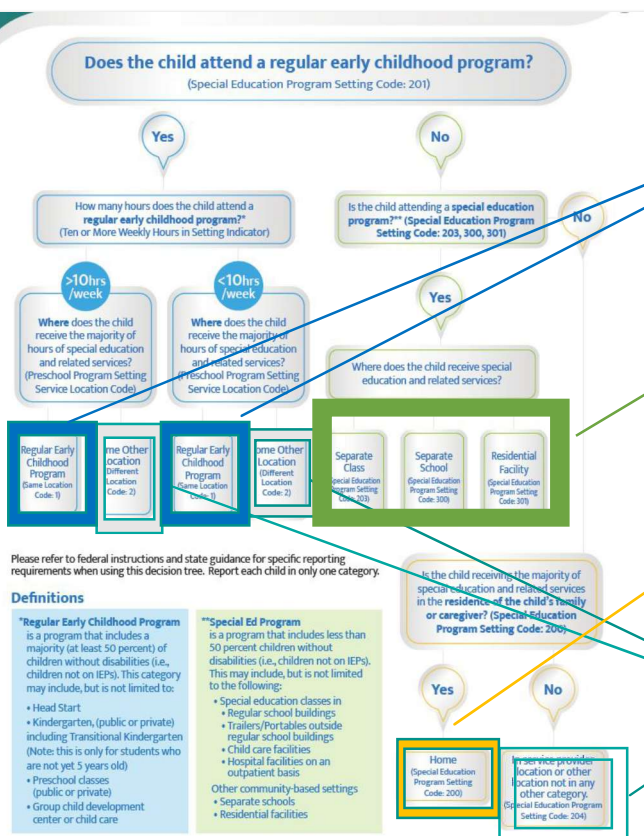 Does the child attend a regular early childhood program?
(Special Education Program Setting Code: 201)
Yes
No
How many hours does the child attend a
regular early childhood program?*
(Ten or More Weekly Hours in Setting Indicator)
Is the child attending a special education
program?** (Special Education Program
Setting Code: 203, 300, 301)
No
>10hrs
/week
<10hrs
/week
Yes
Where does the child
receive the majority of
hours of special education
and related services?
(Preschool Program Setting
Service Location Code)
Where does the child
receive the majority of
hours of special education
and related services?
(Preschool Program Setting
Service Location Code)
Where does the child receive special
education and related services?
Regular Early
Childhood
Program
(Same Location
Code: 1)
me Other
Location
(Different
Location
Code: 2)
Regular Early
Childhood
Program
(Same Location
Code: 1)
ome Other
Location
(Different
Location
Code: 2)
Separate
Class
(Special Education
Program Setting
Code: 203)
Separate
School
(Special Education
Program Setting
Code: 300)
Residential
Facility
(Special Education
Program Setting
Code: 301)
Please refer to federal instructions and state guidance for specific reporting
requirements when using this decision tree. Report each child in only one category.
Is the child receiving the majority of
special education and related services
in the residence of the child's family
or caregiver? (Special Education
Program Setting Code: 200)
Definitions
*Regular Early Childhood Program
is a program that includes a
majority (at least 50 percent) of
children without disabilities (i.e.,
children not on IEPs). This category
may include, but is not limited to:
• Head Start
• Kindergarten, (public or private)
including Transitional Kindergarten
(Note: this is only for students who
are not yet 5 years old)
• Preschool classes
(public or private)
• Group child development
center or child care
**Special Ed Program
is a program that includes less than
50 percent children without
disabilities (i.e., children not on IEPs).
This may include, but is not limited
to the following:
• Special education classes in
• Regular school buildings
• Trailers/Portables outside
regular school buildings
• Child care facilities
• Hospital facilities on an
outpatient basis
Other community-based settings
• Separate schools
• Residential facilities
Yes
No
Home
(Special Education
Program Setting
Code: 200)
In service provider
location or other
location not in any
other category.
(Special Education Program
Setting Code: 204)